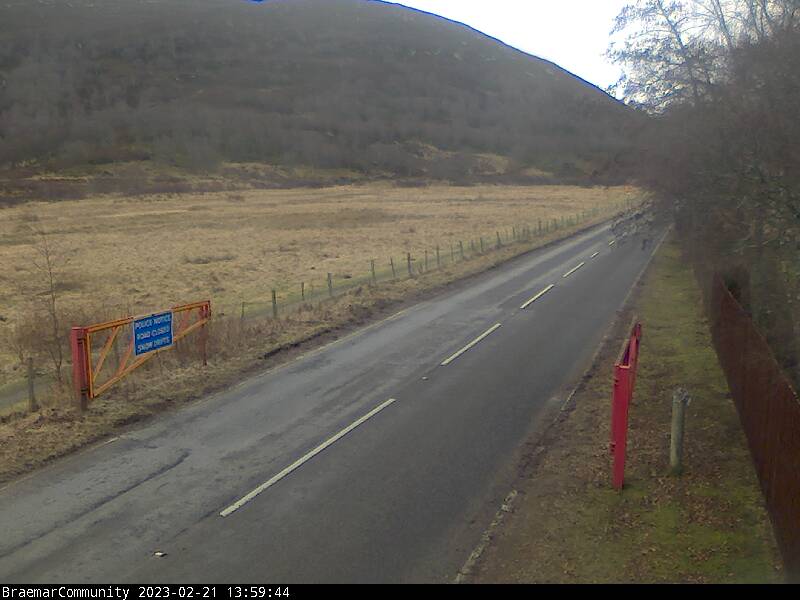 POLICE NOTICE
ROAD CLOSED
SNOW DRIFTS
BraemarCommunity 2023-02-21 13:59:44